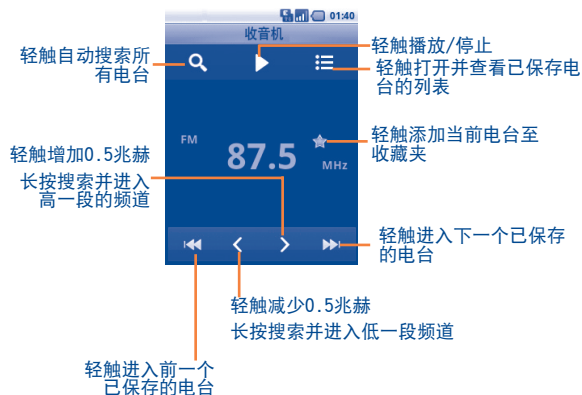 01:40
收音机
轻触自动搜索所
有电台
轻触播放/停止
轻触打开并查看已保存电
台的列表
FM
87.5
MHz
轻触添加当前电台至
收藏夹
轻触增加0.5兆赫
长按搜索并进入
高一段的频道
轻触进入下一个已保存
的电台
轻触减少0.5兆赫
长按搜索并进入低一段频道
轻触进入前一个
已保存的电台